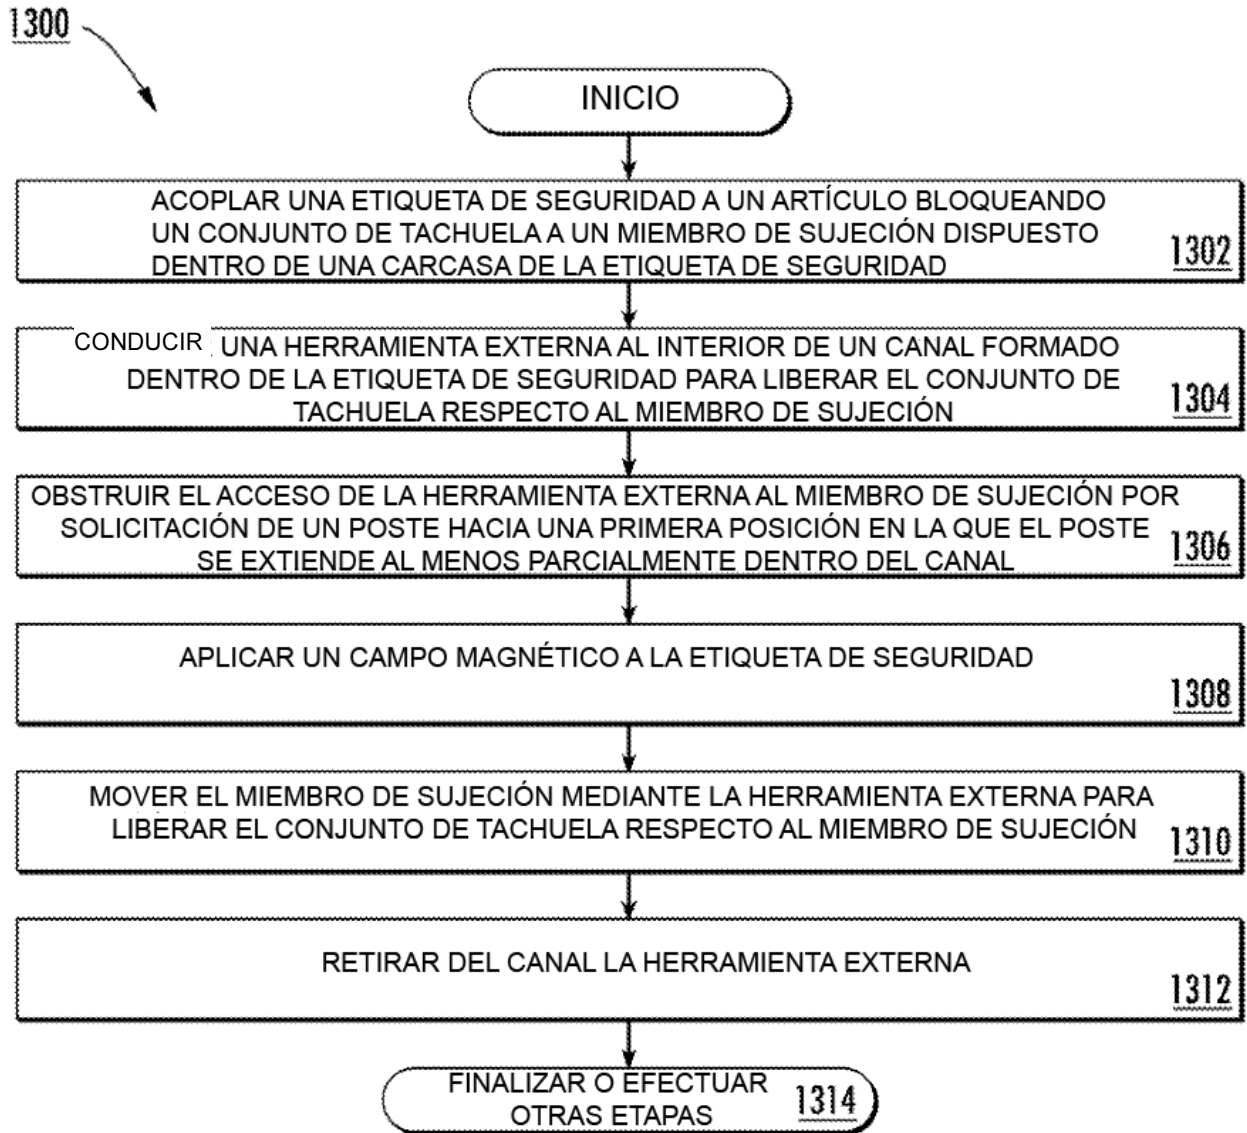 1300
INICIO
ACOPLAR UNA ETIQUETA DE SEGURIDAD A UN ARTÍCULO BLOQUEANDO
UN CONJUNTO DE TACHUELA A UN MIEMBRO DE SUJECIÓN DISPUESTO
DENTRO DE UNA CARCASA DE LA ETIQUETA DE SEGURIDAD
1302
CONDUCIR UNA HERRAMIENTA EXTERNA AL INTERIOR DE UN CANAL FORMADO
DENTRO DE LA ETIQUETA DE SEGURIDAD PARA LIBERAR EL CONJUNTO DE
TACHUELA RESPECTO AL MIEMBRO DE SUJECIÓN
1304
OBSTRUIR EL ACCESO DE LA HERRAMIENTA EXTERNA AL MIEMBRO DE SUJECIÓN POR
SOLICITACIÓN DE UN POSTE HACIA UNA PRIMERA POSICIÓN EN LA QUE EL POSTE
SE EXTIENDE AL MENOS PARCIALMENTE DENTRO DEL CANAL
1306
APLICAR UN CAMPO MAGNÉTICO A LA ETIQUETA DE SEGURIDAD
1308
MOVER EL MIEMBRO DE SUJECIÓN MEDIANTE LA HERRAMIENTA EXTERNA PARA
LIBERAR EL CONJUNTO DE TACHUELA RESPECTO AL MIEMBRO DE SUJECIÓN
1310
RETIRAR DEL CANAL LA HERRAMIENTA EXTERNA
1312
FINALIZAR O EFECTUAR
OTRAS ETAPAS
1314